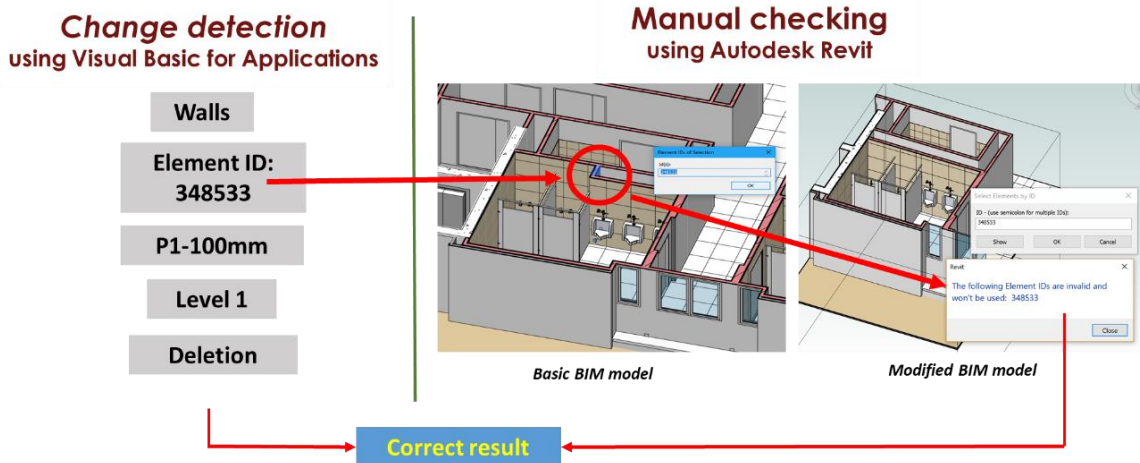 Change detection
using Visual Basic for Applications
Walls
Element ID:
348533
P1-100mm
Level 1
Deletion
Manual checking
using Autodesk Revit
Element IDs of Selection
348533
OK
Basic BIM model
Select Elements by ID
ID - (use semicolon for multiple IDs):
348533
Show OK Cancel
Revit
The following Element IDs are invalid and
won't be used: 348533
Close
Modified BIM model
Correct result